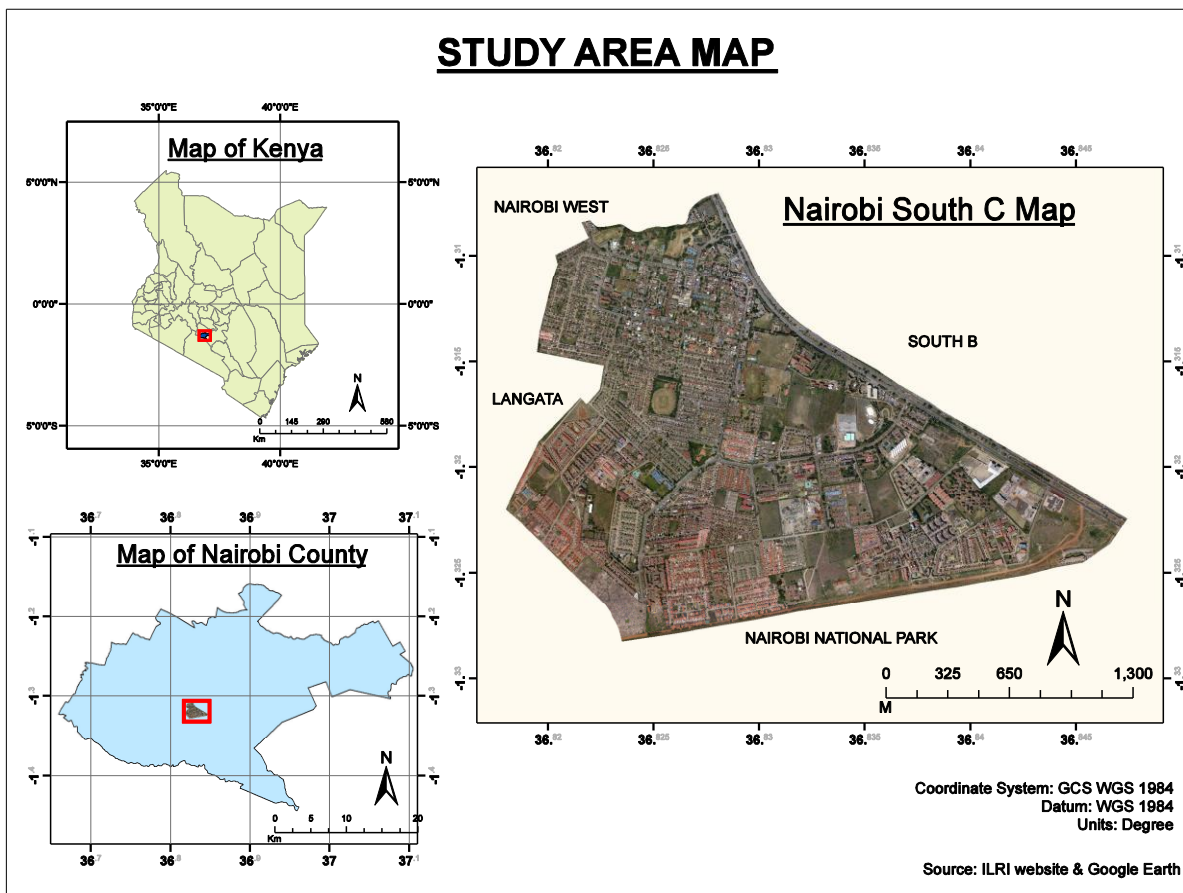 STUDY AREA MAP
35°0'0"E 40°0'0"E
Map of Kenya
5°0'0"N 5°0'0"N
0°0'0" 0°0'0"
N
0 145 290 580
Km
5°0'0"S 5°0'0"S
35°0'0"E 40°0'0"E
36.7 36.8 36.9 37 37.1
Map of Nairobi County
-1.1 -1.1
-1.2 -1.2
-1.3 -1.3
-1.4 -1.4
N
0 5 10 20
Km
36.7 36.8 36.9 37 37.1
36.82 36.825 36.83 36.835 36.84 36.845
NAIROBI WEST
Nairobi South C Map
-1.31 -1.31
SOUTH B
-1.315 -1.315
LANGATA
-1.32 -1.32
-1.325 -1.325
N
NAIROBI NATIONAL PARK
0 325 650 1,300
M
-1.33 -1.33
36.82 36.825 36.83 36.835 36.84 36.845
Coordinate System: GCS WGS 1984
Datum: WGS 1984
Units: Degree
Source: ILRI website & Google Earth